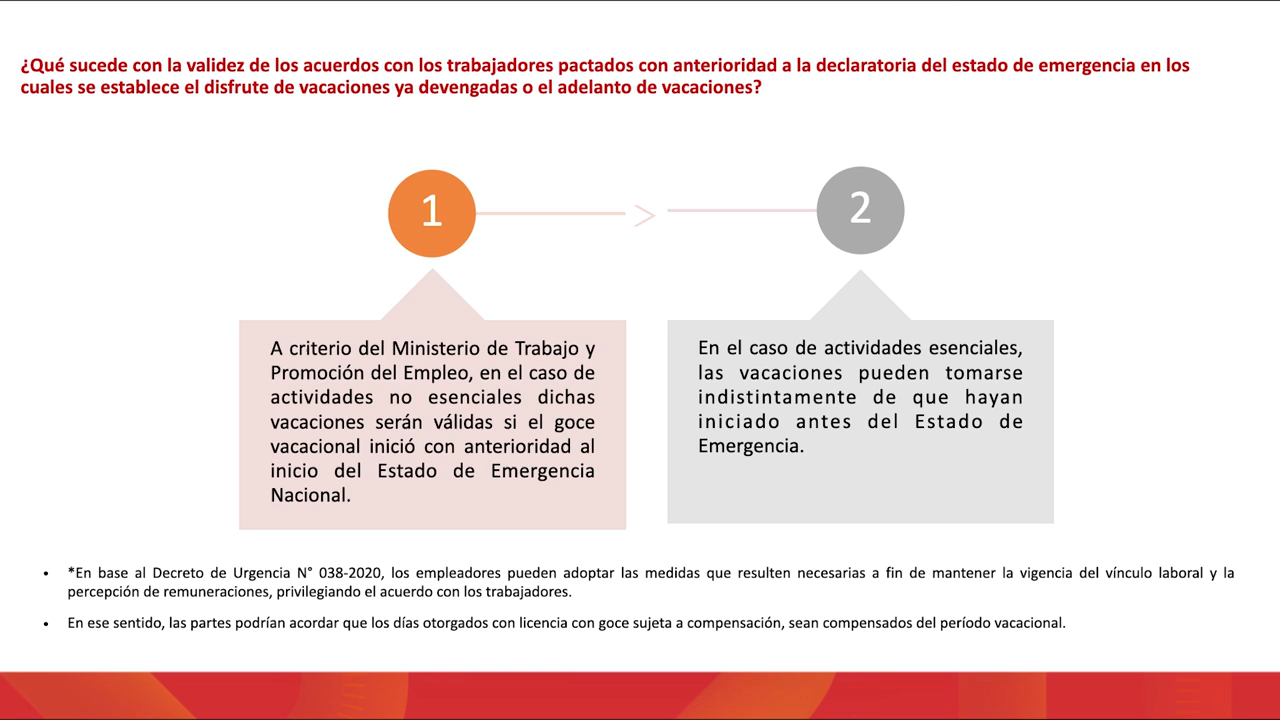 ¿Qué sucede con la validez de los acuerdos con los trabajadores pactados con anterioridad a la declaratoria del estado de emergencia en los
cuales se establece el disfrute de vacaciones ya devengadas o el adelanto de vacaciones?
1
>
2
A criterio del Ministerio de Trabajo y
Promoción del Empleo, en el caso de
actividades no esenciales dichas
vacaciones serán válidas si el goce
vacacional inició con anterioridad al
inicio del Estado de Emergencia
Nacional.
En el caso de actividades esenciales,
las vacaciones pueden tomarse
indistintamente de que hayan
iniciado antes del Estado de
Emergencia.
• *En base al Decreto de Urgencia N° 038-2020, los empleadores pueden adoptar las medidas que resulten necesarias a fin de mantener la vigencia del vínculo laboral y la
percepción de remuneraciones, privilegiando el acuerdo con los trabajadores.
• En ese sentido, las partes podrían acordar que los días otorgados con licencia con goce sujeta a compensación, sean compensados del período vacacional.